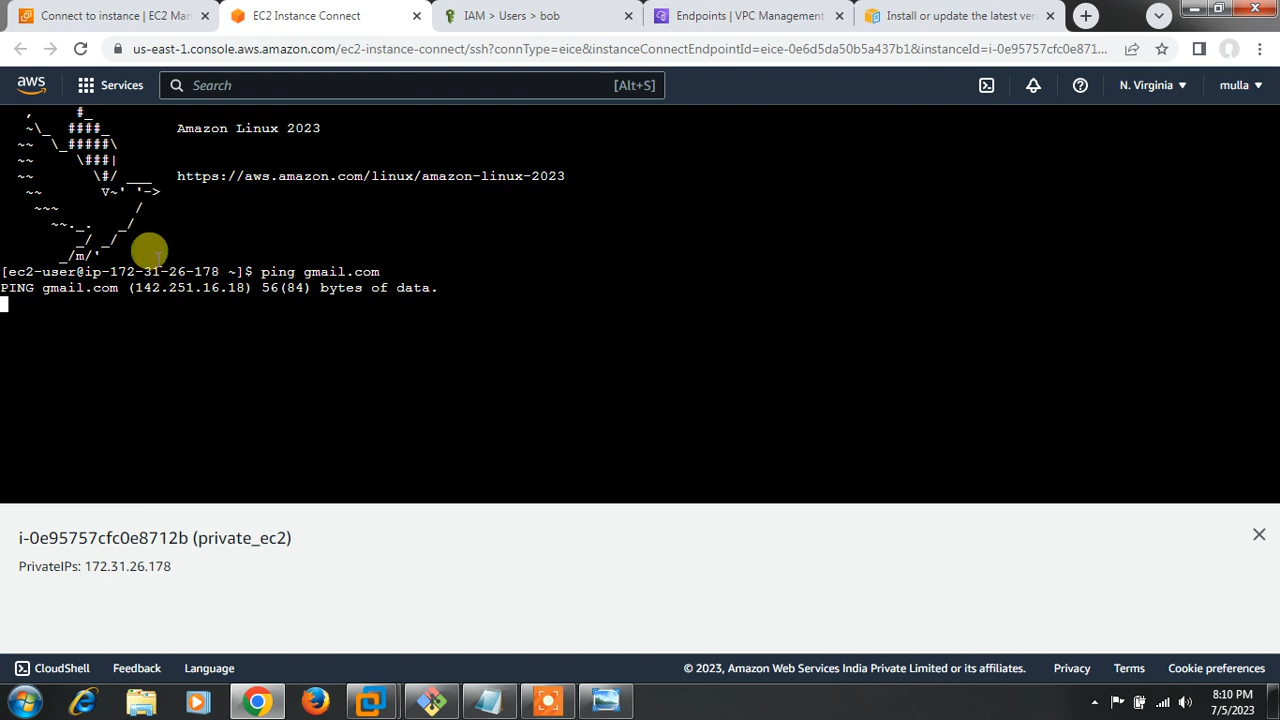 Connect to instance | EC2 Man
EC2 Instance Connect
Endpoints | VPC Management
Install or update the latest ver
us-east-1.console.aws.amazon.com/ec2-instance-connect/ssh?connType=eice&instanceConnectEndpointId=eice-0e6d5da50b5a437b1&instanceId=i-0e95757cfc0e871...
aws
Services
Search
[Alt+S]
N. Virginia
mulla
, #_
~\_ ####_ Amazon Linux 2023
~~ \_#####\
~~ \###|
~~ \#/ ___ https://aws.amazon.com/linux/amazon-linux-2023
~~ V~' '->
~~~ /
~~._. _/
_/ _/
_/m/'
[ec2-user@ip-172-31-26-178 ~]$ ping gmail.com
PING gmail.com (142.251.16.18) 56(84) bytes of data.
i-0e95757cfc0e8712b (private_ec2)
PrivateIPs: 172.31.26.178
CloudShell
Feedback
Language
© 2023, Amazon Web Services India Private Limited or its affiliates.
Privacy
Terms
Cookie preferences
8:10 PM
7/5/2023